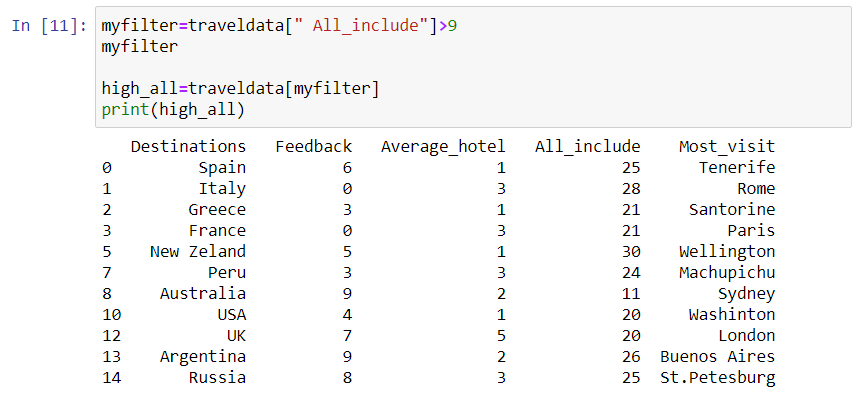 In [11]: myfilter=traveldata[" All_include"]>9
myfilter
high_all=traveldata[myfilter]
print(high_all)
Destinations Feedback Average_hotel All_include Most_visit
0 Spain 6 1 25 Tenerife
1 Italy 0 3 28 Rome
2 Greece 3 1 21 Santorine
3 France 0 3 21 Paris
5 New Zeland 5 1 30 Wellington
7 Peru 3 3 24 Machupichu
8 Australia 9 2 11 Sydney
10 USA 4 1 20 Washinton
12 UK 7 5 20 London
13 Argentina 9 2 26 Buenos Aires
14 Russia 8 3 25 St.Petesburg